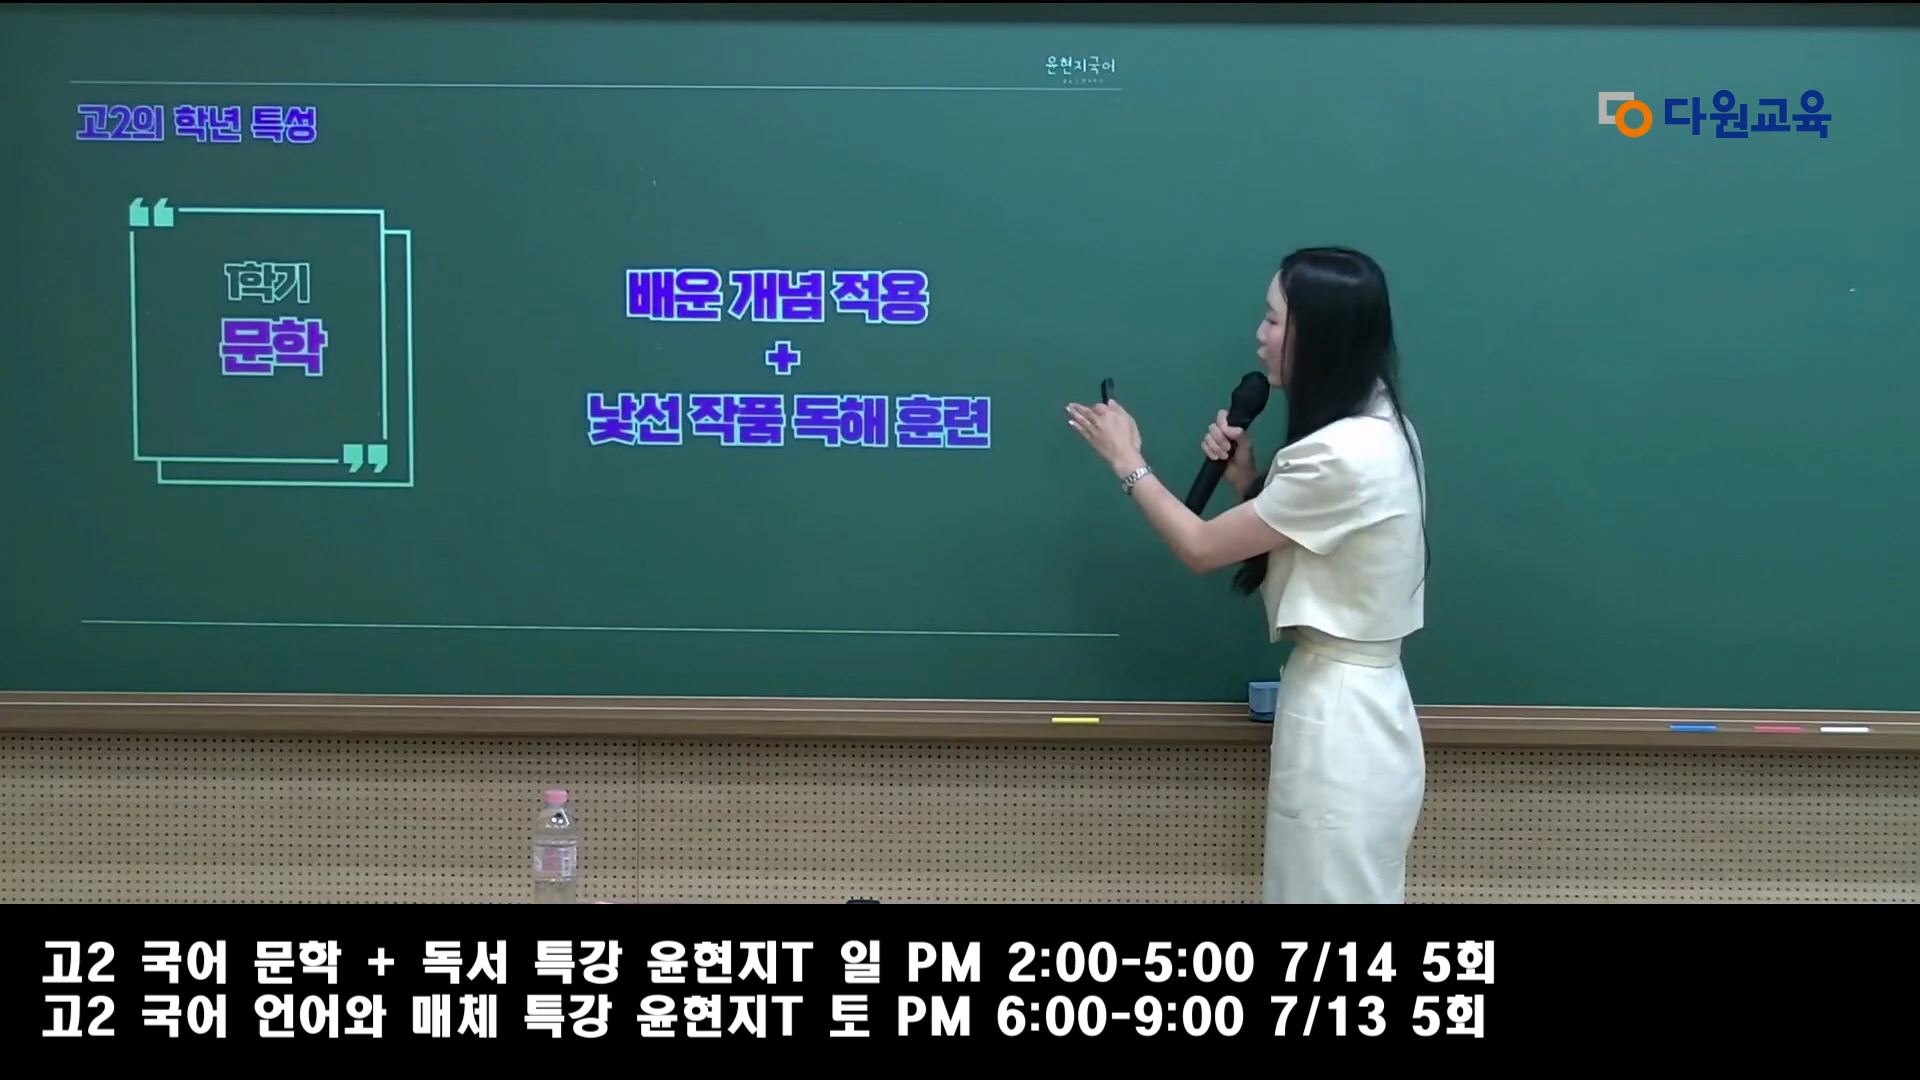 윤현지국어
다원교육
고2의 학년 특성
1학기
문학
배운 개념 적용
+
낯선 작품 독해 훈련
고2 국어 문학 + 독서 특강 윤현지T 일 PM 2:00-5:00 7/14 5회
고2 국어 언어와 매체 특강 윤현지T 토 PM 6:00-9:00 7/13 5회